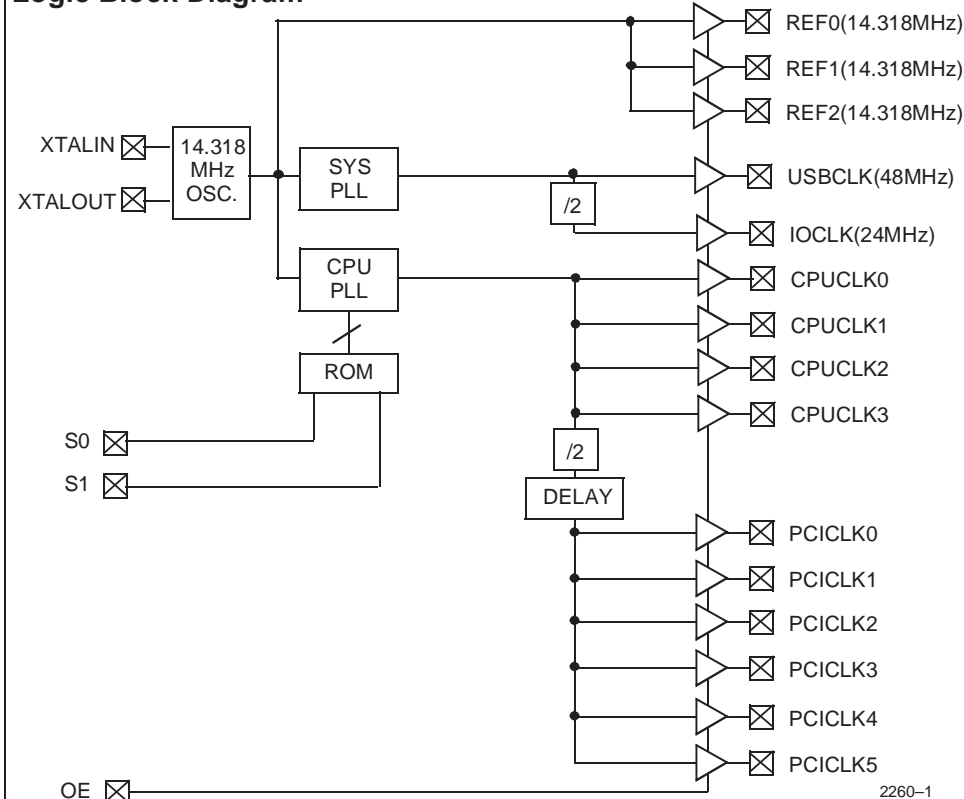 Logic Block Diagram
REF0(14.318MHz)
REF1(14.318MHz)
REF2(14.318MHz)
XTALIN
XTALOUT
14.318
MHz
OSC.
SYS
PLL
/2
USBCLK(48MHz)
IOCLK(24MHz)
CPU
PLL
ROM
CPUCLK0
CPUCLK1
CPUCLK2
CPUCLK3
S0
S1
/2
DELAY
PCICLK0
PCICLK1
PCICLK2
PCICLK3
PCICLK4
PCICLK5
OE
2260–1